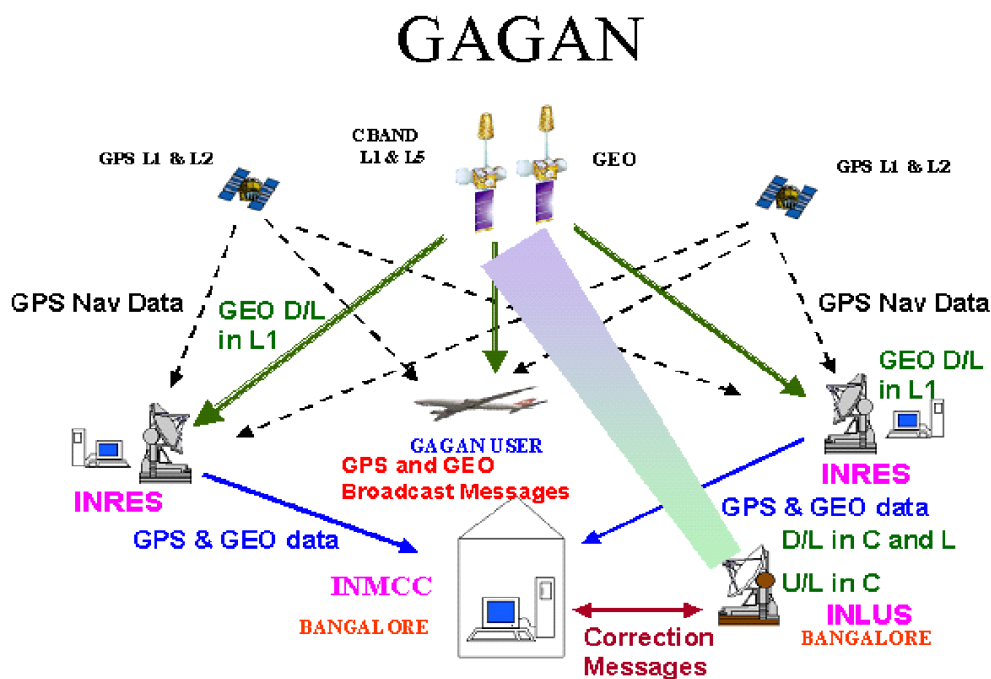 GAGAN
CBAND
L1 & L5
GPS L1 & L2
GEO
GPS L1 & L2
GPS Nav Data
GEO D/L
in L1
GPS Nav Data
GEO D/L
in L1
GAGAN USER
GPS and GEO
Broadcast Messages
INRES
INRES
GPS & GEO data
GPS & GEO data
D/L in C and L
U/L in C
INMCC
BANGALORE
INLUS
BANGALORE
Correction
Messages